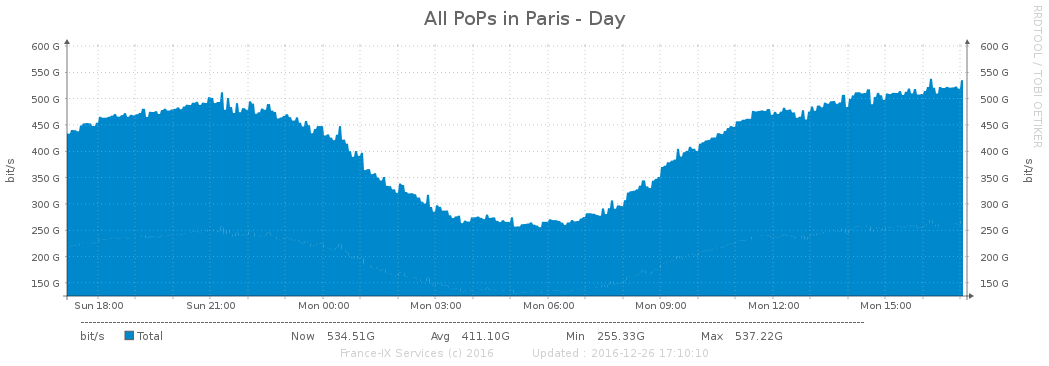 All PoPs in Paris - Day
RRDTOOL / TOBI OETIKER
600 G 600 G
550 G 550 G
500 G 500 G
450 G 450 G
400 G 400 G
350 G 350 G
300 G 300 G
250 G 250 G
200 G 200 G
150 G 150 G
bit/s bit/s
Sun 18:00 Sun 21:00 Mon 00:00 Mon 03:00 Mon 06:00 Mon 09:00 Mon 12:00 Mon 15:00
bit/s Total Now 534.51G Avg 411.10G Min 255.33G Max 537.22G
France-IX Services (c) 2016 Updated : 2016-12-26 17:10:10